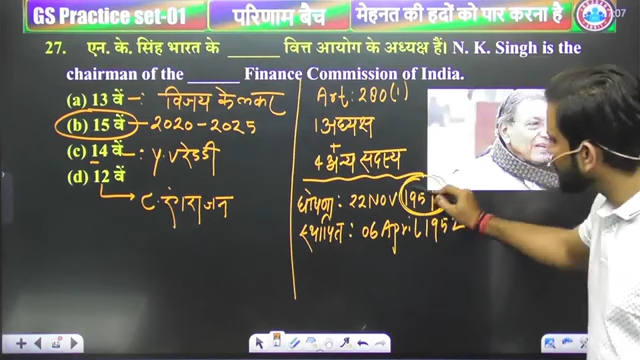 GS Practice set-01 परिणाम बैच मेहनत की हदों को पार करना है
7:07
27. एन. के. सिंह भारत के ______ वित्त आयोग के अध्यक्ष हैं। N. K. Singh is the
chairman of the ______ Finance Commission of India.
(a) 13 वें - विजय केलकर
(b) 15 वें - 2020-2025
(c) 14 वें - y.v रेड्डी
(d) 12 वें
C रंगराजन
Art: 280(1)
1 अध्यक्ष
+
4 अन्य सदस्य
घोषणा: 22 NOV 1951
स्थापित: 06 April 1952